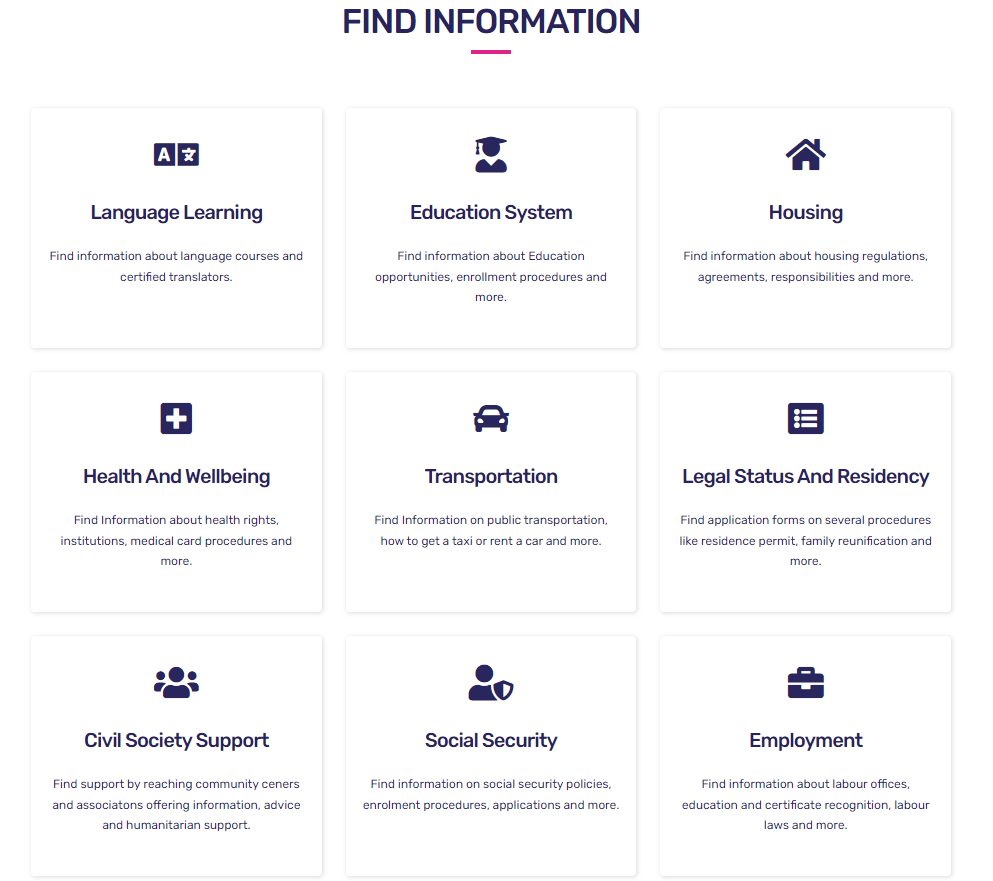 FIND INFORMATION
A
Language Learning
Find information about language courses and
certified translators.
Education System
Find information about Education
opportunities, enrollment procedures and
more.
Housing
Find information about housing regulations,
agreements, responsibilities and more.
Health And Wellbeing
Find Information about health rights,
institutions, medical card procedures and
more.
Transportation
Find Information on public transportation,
how to get a taxi or rent a car and more.
Legal Status And Residency
Find application forms on several procedures
like residence permit, family reunification and
more.
Civil Society Support
Find support by reaching community ceners
and associatons offering information, advice
and humanitarian support.
Social Security
Find information on social security policies,
enrolment procedures, applications and more.
Employment
Find information about labour offices,
education and certificate recognition, labour
laws and more.